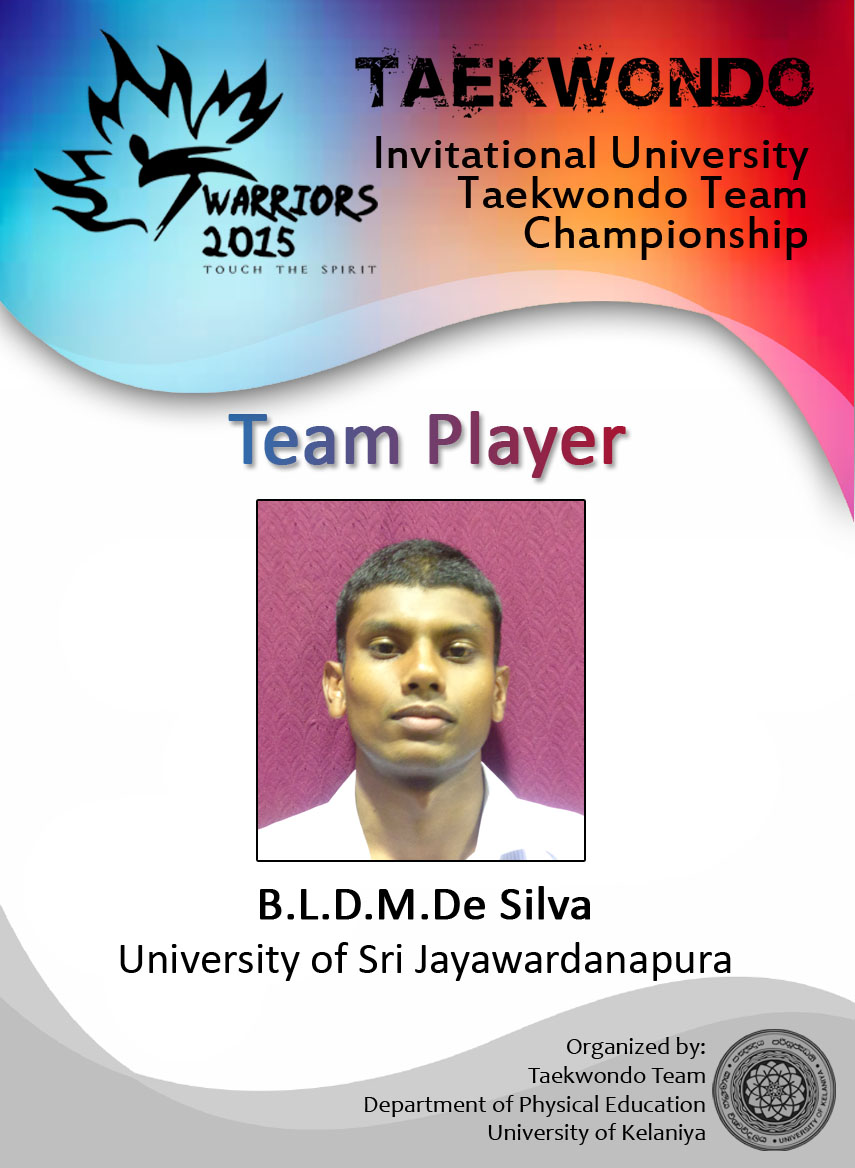 TAEKWONDO
Invitational University
Taekwondo Team
Championship
WARRIORS
2015
TOUCH THE SPIRIT
Team Player
B.L.D.M.De Silva
University of Sri Jayawardanapura
Organized by:
Taekwondo Team
Department of Physical Education
University of Kelaniya
UNIVERSITY OF KELANIYA